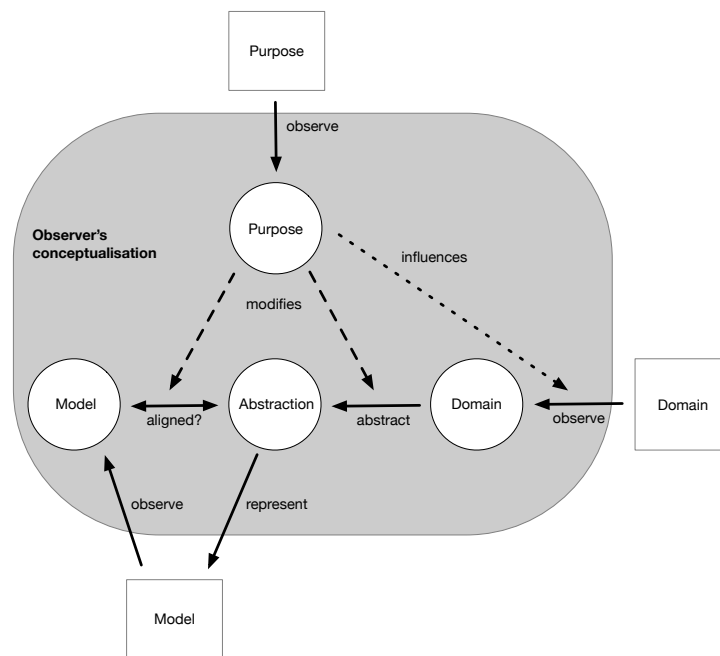 Purpose
observe
Purpose
Observer's
conceptualisation
influences
modifies
Model
aligned?
Abstraction
abstract
Domain
observe
Domain
observe
represent
Model